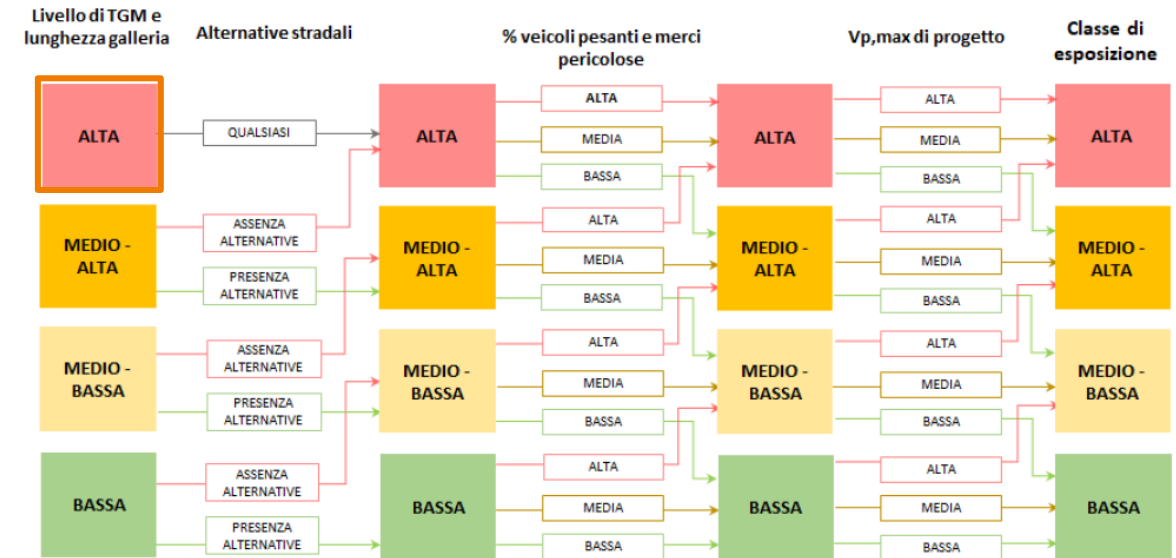 Livello di TGM e
lunghezza galleria
Alternative stradali
% veicoli pesanti e merci
pericolose
Vp,max di progetto
Classe di
esposizione
ALTA
QUALSIASI
ALTA
ALTA
MEDIA
BASSA
ALTA
ALTA
MEDIA
BASSA
ALTA
MEDIO -
ALTA
ASSENZA
ALTERNATIVE
PRESENZA
ALTERNATIVE
MEDIO -
ALTA
ALTA
MEDIA
BASSA
MEDIO -
ALTA
ALTA
MEDIA
BASSA
MEDIO -
ALTA
MEDIO -
BASSA
ASSENZA
ALTERNATIVE
PRESENZA
ALTERNATIVE
MEDIO -
BASSA
ALTA
MEDIA
BASSA
MEDIO -
BASSA
ALTA
MEDIA
BASSA
MEDIO -
BASSA
BASSA
ASSENZA
ALTERNATIVE
PRESENZA
ALTERNATIVE
BASSA
ALTA
MEDIA
BASSA
BASSA
ALTA
MEDIA
BASSA
BASSA